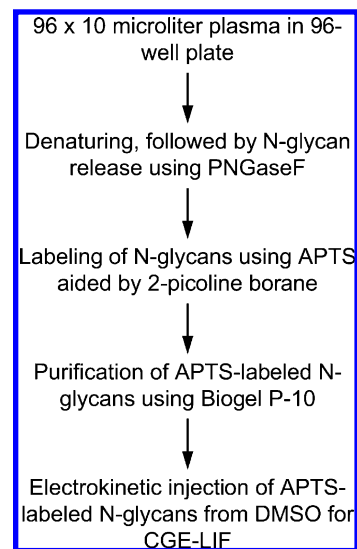 96 x 10 microliter plasma in 96-
well plate
Denaturing, followed by N-glycan
release using PNGaseF
Labeling of N-glycans using APTS
aided by 2-picoline borane
Purification of APTS-labeled N-
glycans using Biogel P-10
Electrokinetic injection of APTS-
labeled N-glycans from DMSO for
CGE-LIF